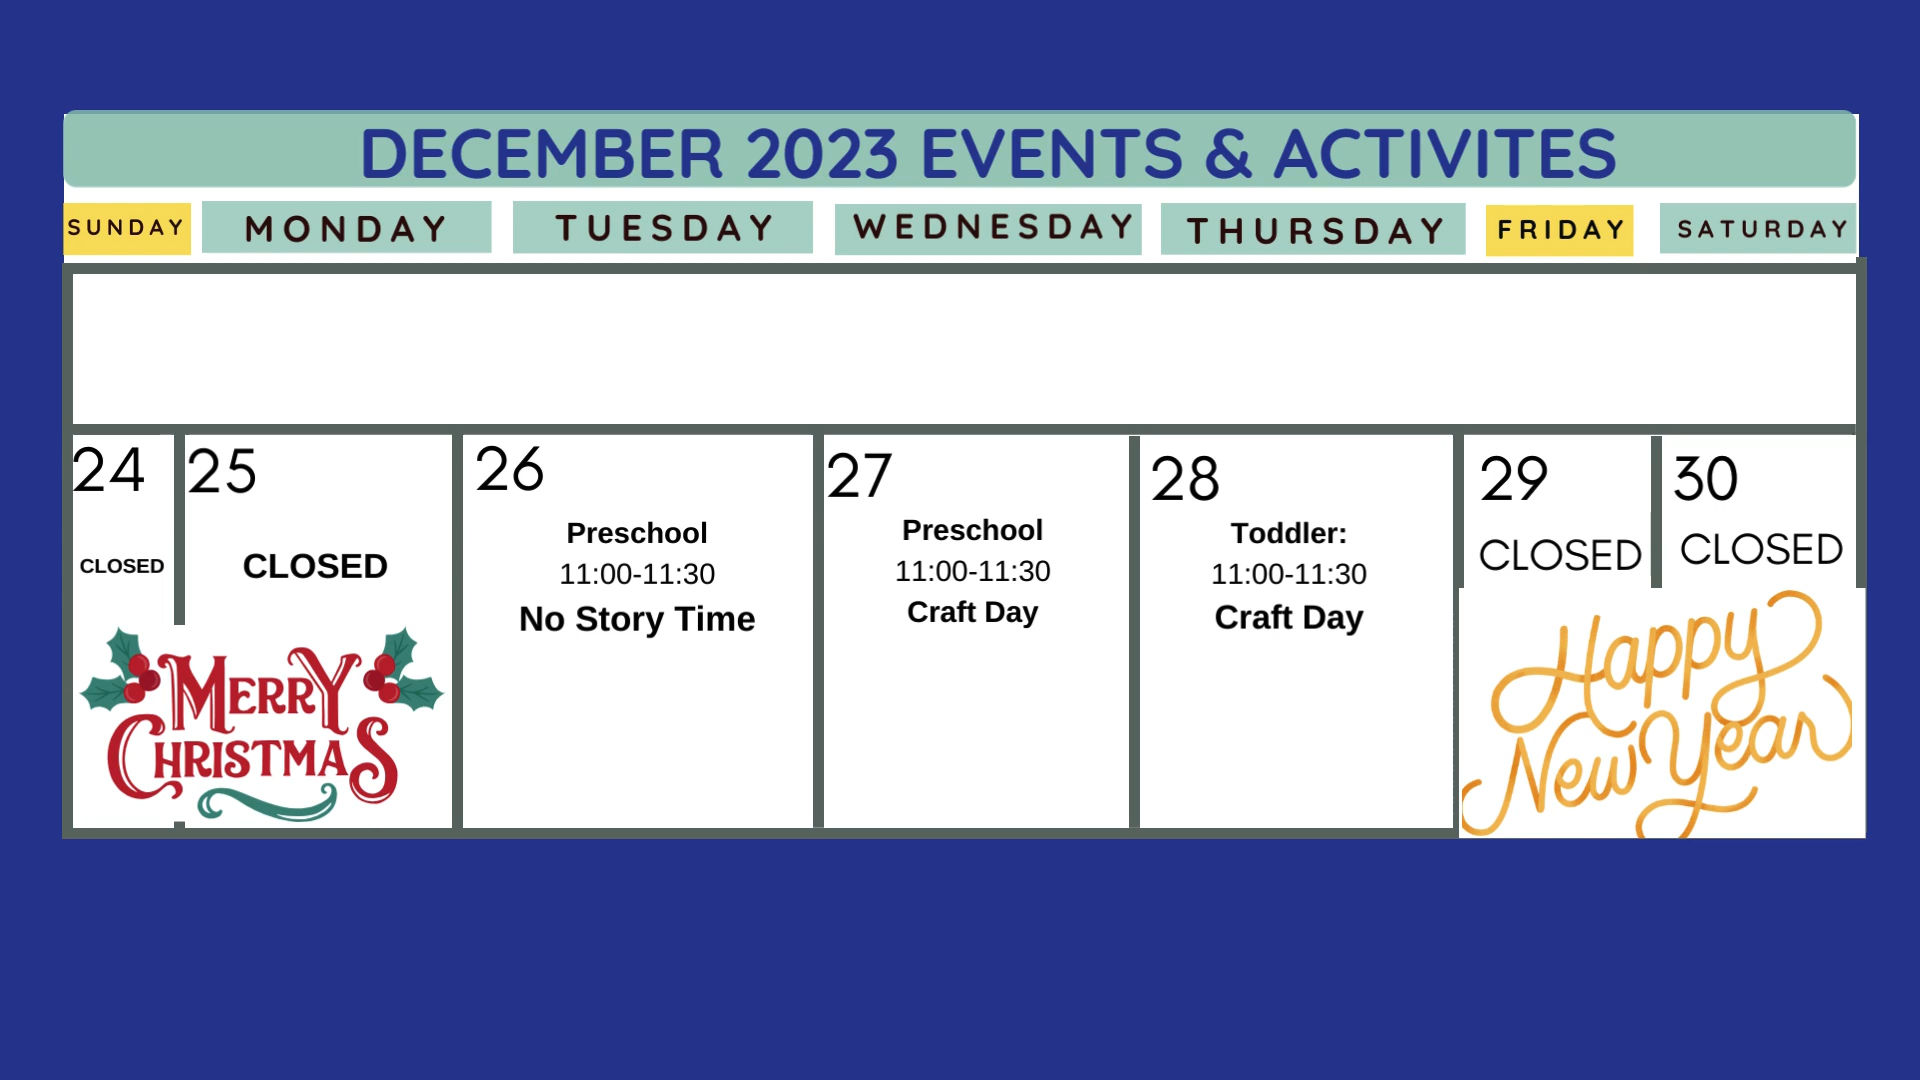 DECEMBER 2023 EVENTS & ACTIVITES
SUNDAY MONDAY TUESDAY WEDNESDAY THURSDAY FRIDAY SATURDAY
24
CLOSED
25
CLOSED
MERRY
CHRISTMAS
26
Preschool
11:00-11:30
No Story Time
27
Preschool
11:00-11:30
Craft Day
28
Toddler:
11:00-11:30
Craft Day
29
CLOSED
30
CLOSED
Happy
New Year